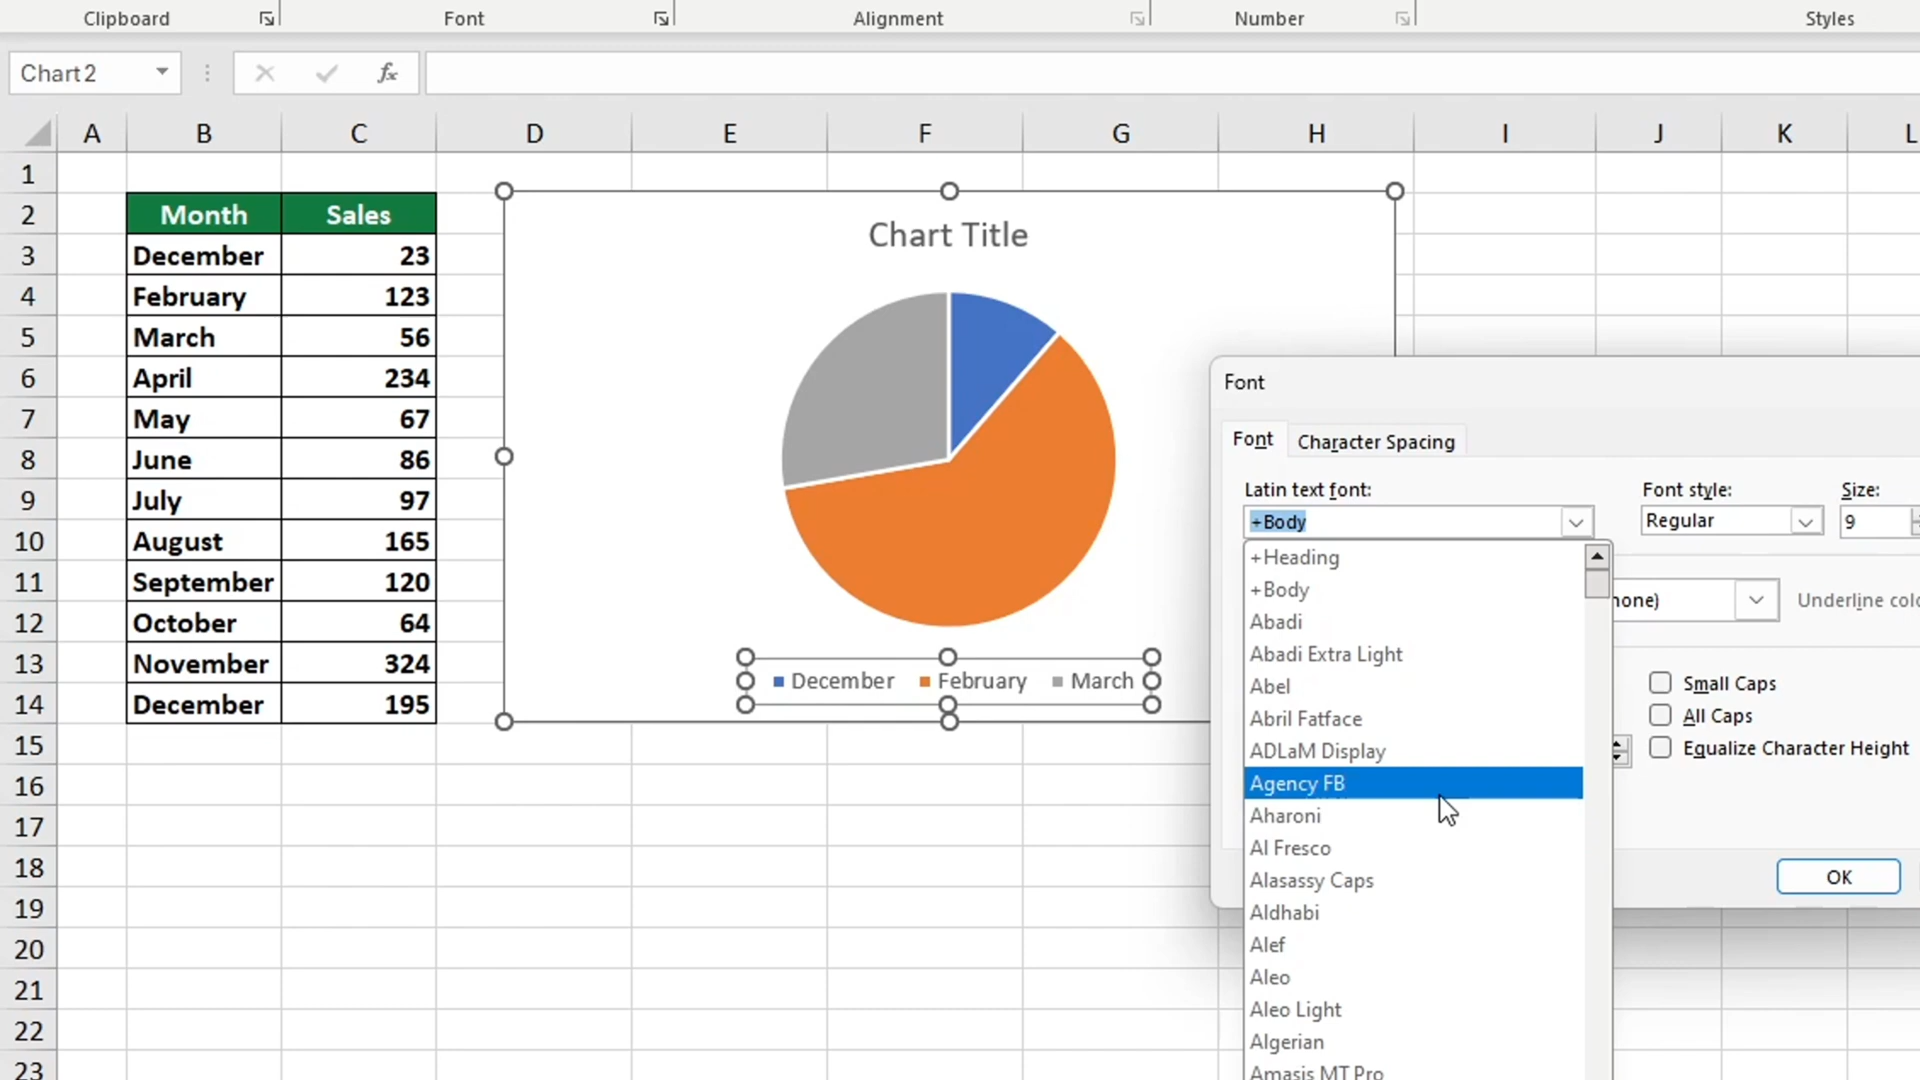 Clipboard Font Alignment Number Styles
Chart 2 fx
A B C D E F G H I J K L
1
2 Month Sales
3 December 23
4 February 123
5 March 56
6 April 234
7 May 67
8 June 86
9 July 97
10 August 165
11 September 120
12 October 64
13 November 324
14 December 195
15
16
17
18
19
20
21
22
23
Chart Title
December February March
Font
Font Character Spacing
Latin text font: Font style: Size:
+Body Regular 9
+Heading
+Body
Abadi
Abadi Extra Light
Abel
Abril Fatface
ADLaM Display
Agency FB
Aharoni
Al Fresco
Alasassy Caps
Aldhabi
Alef
Aleo
Aleo Light
Algerian
Amasis MT Pro
none) Underline colo
Small Caps
All Caps
Equalize Character Height
OK